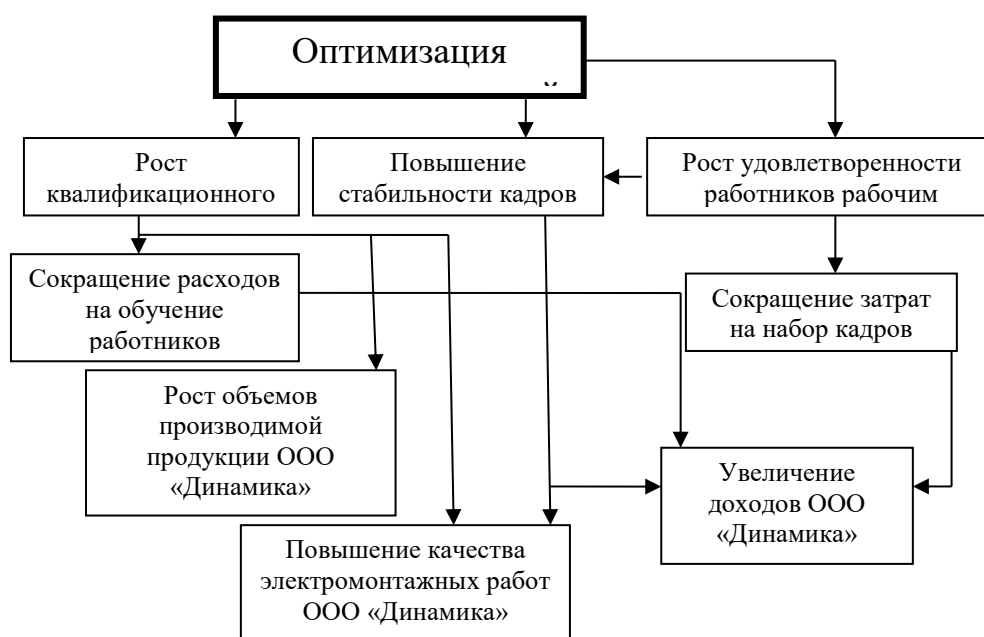 Оптимизация
Рост
квалификационного
Повышение
стабильности кадров
Рост удовлетворенности
работников рабочим
Сокращение расходов
на обучение
работников
Сокращение затрат
на набор кадров
Рост объемов
производимой
продукции ООО
«Динамика»
Увеличение
доходов ООО
«Динамика»
Повышение качества
электромонтажных работ
ООО «Динамика»